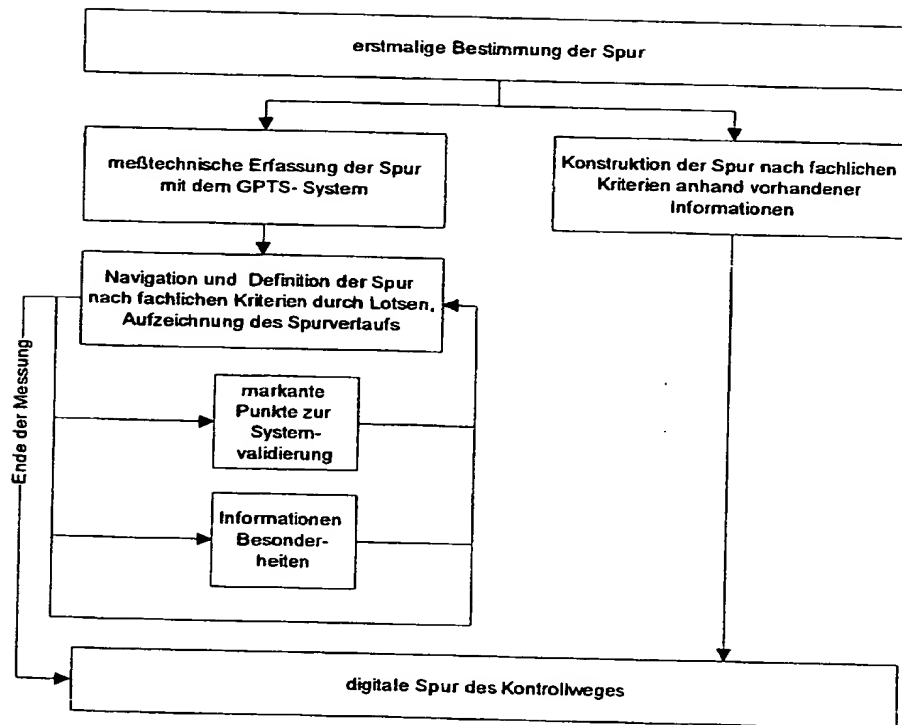 erstmalige Bestimmung der Spur
meßtechnische Erfassung der Spur
mit dem GPTS- System
Konstruktion der Spur nach fachlichen
Kriterien anhand vorhandener
Informationen
Navigation und Definition der Spur
nach fachlichen Kriterien durch Lotsen,
Aufzeichnung des Spurverlaufs
Ende der Messung
markante
Punkte zur
System-
validierung
Informationen
Besonder-
heiten
digitale Spur des Kontrollweges